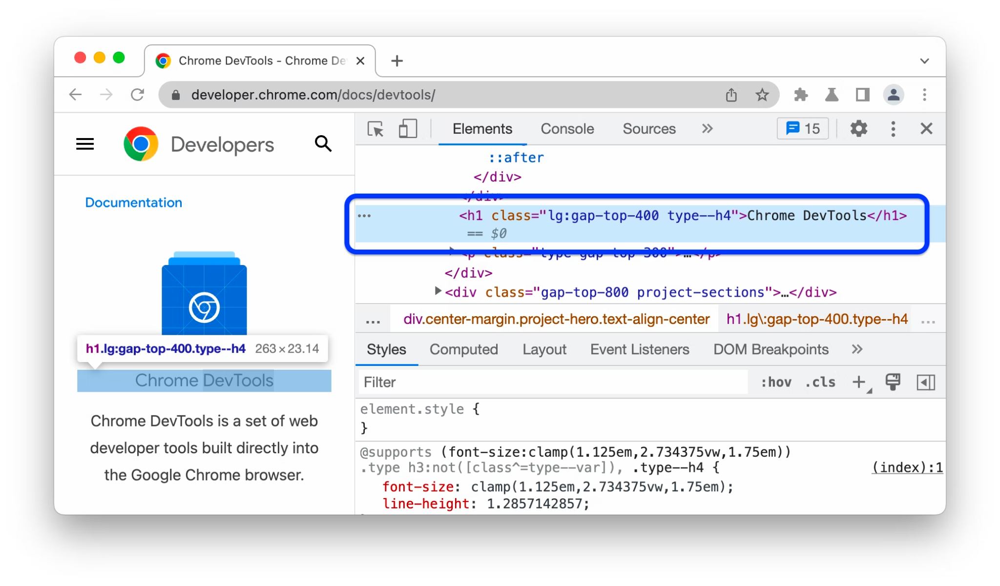 Chrome DevTools - Chrome De
developer.chrome.com/docs/devtools/
Developers
Documentation
h1.lg:gap-top-400.type--h4 263×23.14
Chrome DevTools
Chrome DevTools is a set of web
developer tools built directly into
the Google Chrome browser.
Elements Console Sources » 15
::after
</div>
</div>
<h1 class="lg:gap-top-400 type--h4">Chrome DevTools</h1>
== $0
<p class="type gap-top-300">…</p>
</div>
<div class="gap-top-800 project-sections">…</div>
... div.center-margin.project-hero.text-align-center h1.lg\:gap-top-400.type--h4 ...
Styles Computed Layout Event Listeners DOM Breakpoints »
Filter :hov .cls +
element.style {
}
@supports (font-size:clamp(1.125em,2.734375vw,1.75em))
.type h3:not([class^=type--var]), .type--h4 { (index):1
font-size: clamp(1.125em,2.734375vw,1.75em);
line-height: 1.2857142857;